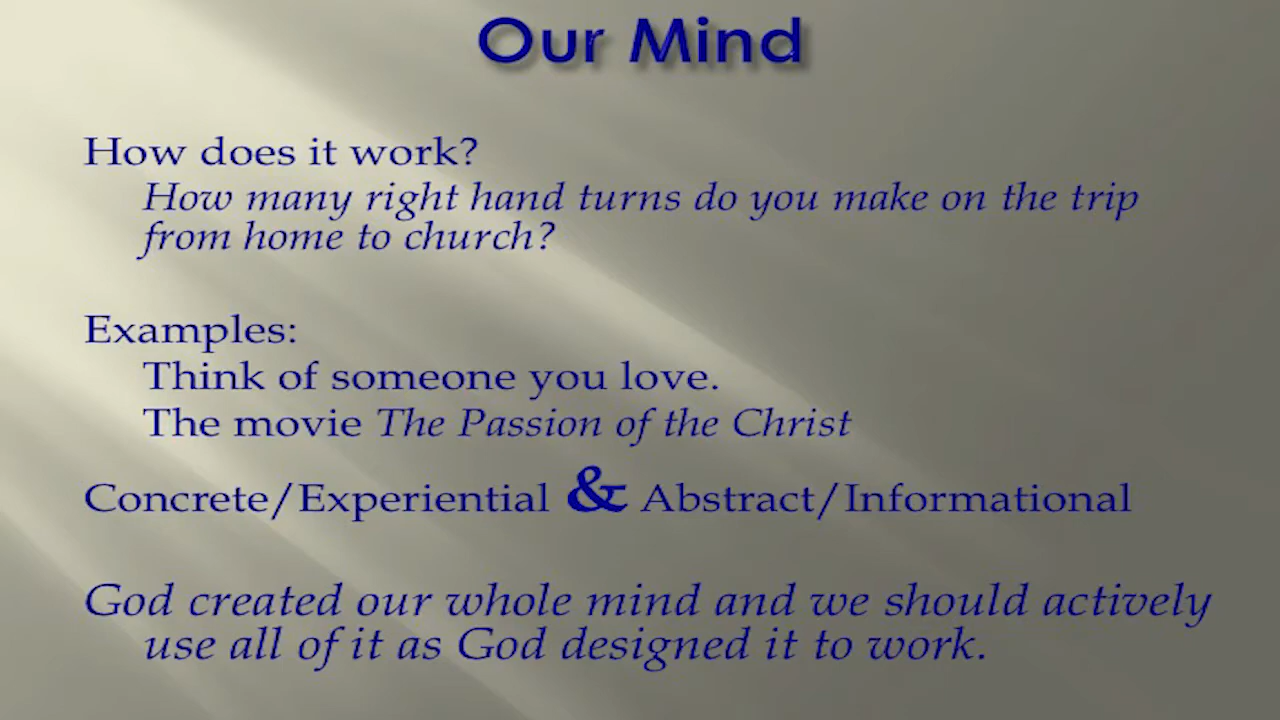 Our Mind
How does it work?
How many right hand turns do you make on the trip
from home to church?
Examples:
Think of someone you love.
The movie The Passion of the Christ
Concrete/Experiential & Abstract/Informational
God created our whole mind and we should actively
use all of it as God designed it to work.